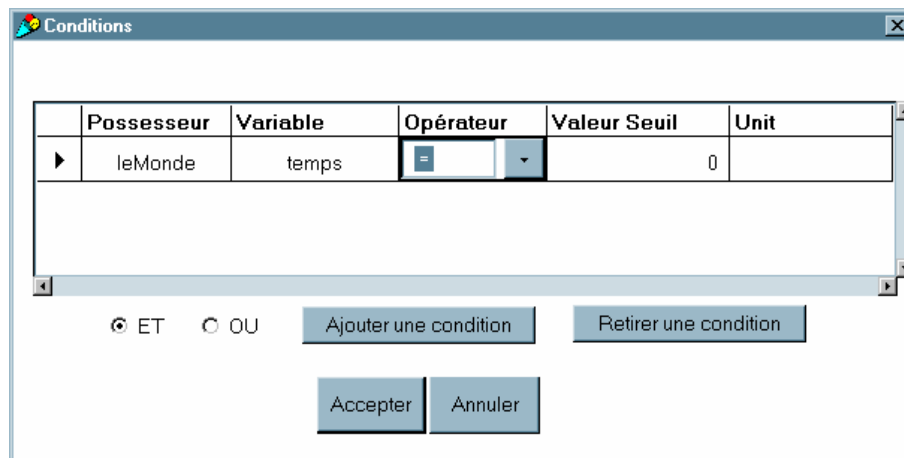 Conditions
Possesseur Variable Opérateur Valeur Seuil Unit
leMonde temps = 0
ET OU Ajouter une condition Retirer une condition
Accepter Annuler